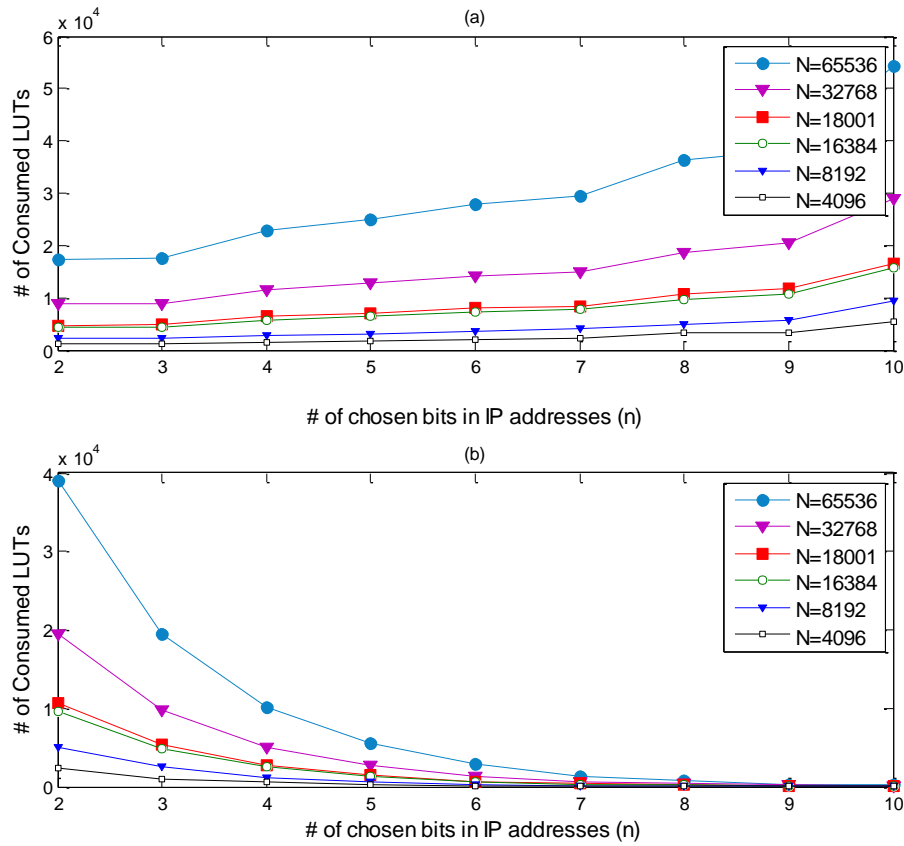 (a)
x 10^4
6
5
4
3
2
1
0
# of Consumed LUTs
N=65536
N=32768
N=18001
N=16384
N=8192
N=4096
2 3 4 5 6 7 8 9 10
# of chosen bits in IP addresses (n)
(b)
x 10^4
4
3
2
1
0
# of Consumed LUTs
N=65536
N=32768
N=18001
N=16384
N=8192
N=4096
2 3 4 5 6 7 8 9 10
# of chosen bits in IP addresses (n)